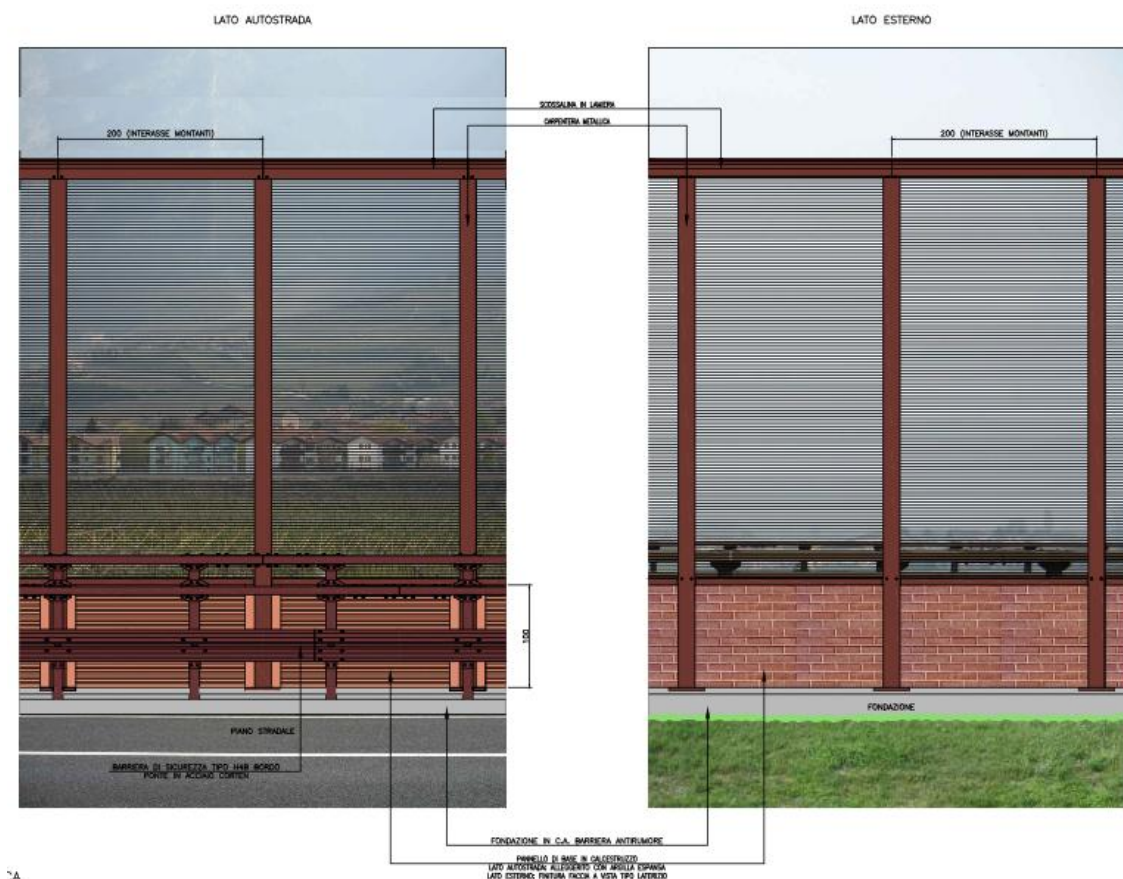 LATO AUTOSTRADA
LATO ESTERNO
SCOSSALINA IN LAMIERA
CARPENTERIA METALLICA
200 (INTERASSE MONTANTI)
200 (INTERASSE MONTANTI)
100
FONDAZIONE
PIANO STRADALE
BARRIERA DI SICUREZZA TIPO H4B BORDO
PONTE IN ACCIAIO CORTEN
FONDAZIONE IN C.A. BARRIERA ANTIRUMORE
PANNELLO DI BASE IN CALCESTRUZZO
LATO AUTOSTRADA: ALLEGGERITO CON ARGILLA ESPANSA
LATO ESTERNO: FINITURA FACCIA A VISTA TIPO LATERIZIO
CA